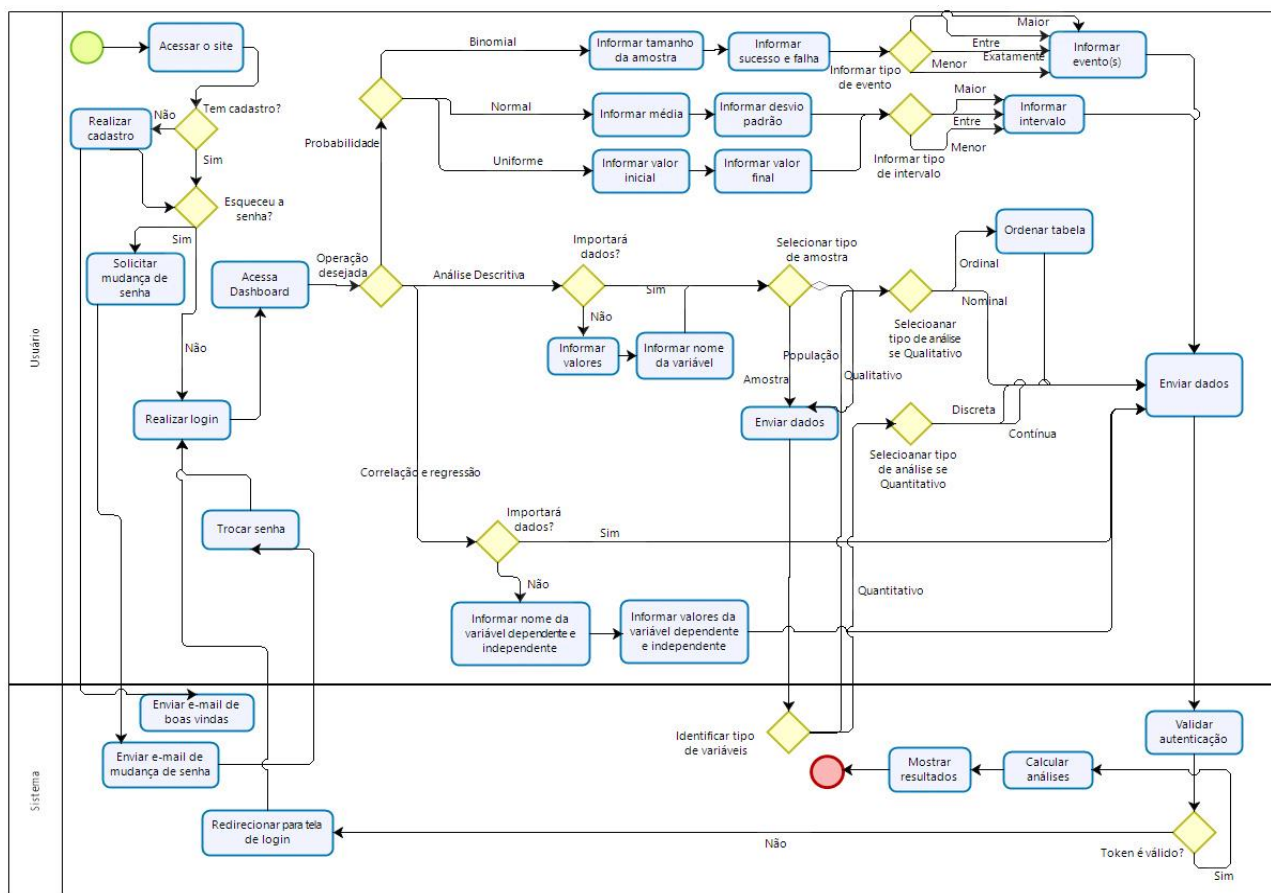 Usuário
Acessar o site
Tem cadastro?
Não
Realizar
cadastro
Sim
Esqueceu a
senha?
Sim
Solicitar
mudança de
senha
Não
Realizar login
Trocar senha
Acessa
Dashboard
Operação
desejada
Probabilidade
Binomial
Informar tamanho
da amostra
Informar
sucesso e falha
Informar tipo
de evento
Maior
Entre
Exatamente
Menor
Informar
evento(s)
Normal
Informar média
Informar desvio
padrão
Uniforme
Informar valor
inicial
Informar valor
final
Informar tipo
de intervalo
Maior
Entre
Menor
Informar
intervalo
Análise Descritiva
Importará
dados?
Sim
Não
Informar
valores
Informar nome
da variável
Selecionar tipo
de amostra
População
Amostra
Enviar dados
Qualitativo
Selecioanar
tipo de análise
se Qualitativo
Ordinal
Nominal
Ordenar tabela
Quantitativo
Selecioanar tipo
de análise se
Quantitativo
Discreta
Contínua
Enviar dados
Correlação e regressão
Importará
dados?
Sim
Não
Informar nome da
variável dependente e
independente
Informar valores da
variável dependente
e independente
Sistema
Enviar e-mail de
boas vindas
Enviar e-mail de
mudança de senha
Redirecionar para tela
de login
Identificar tipo
de variáveis
Validar
autenticação
Token é válido?
Não
Sim
Calcular
análises
Mostrar
resultados